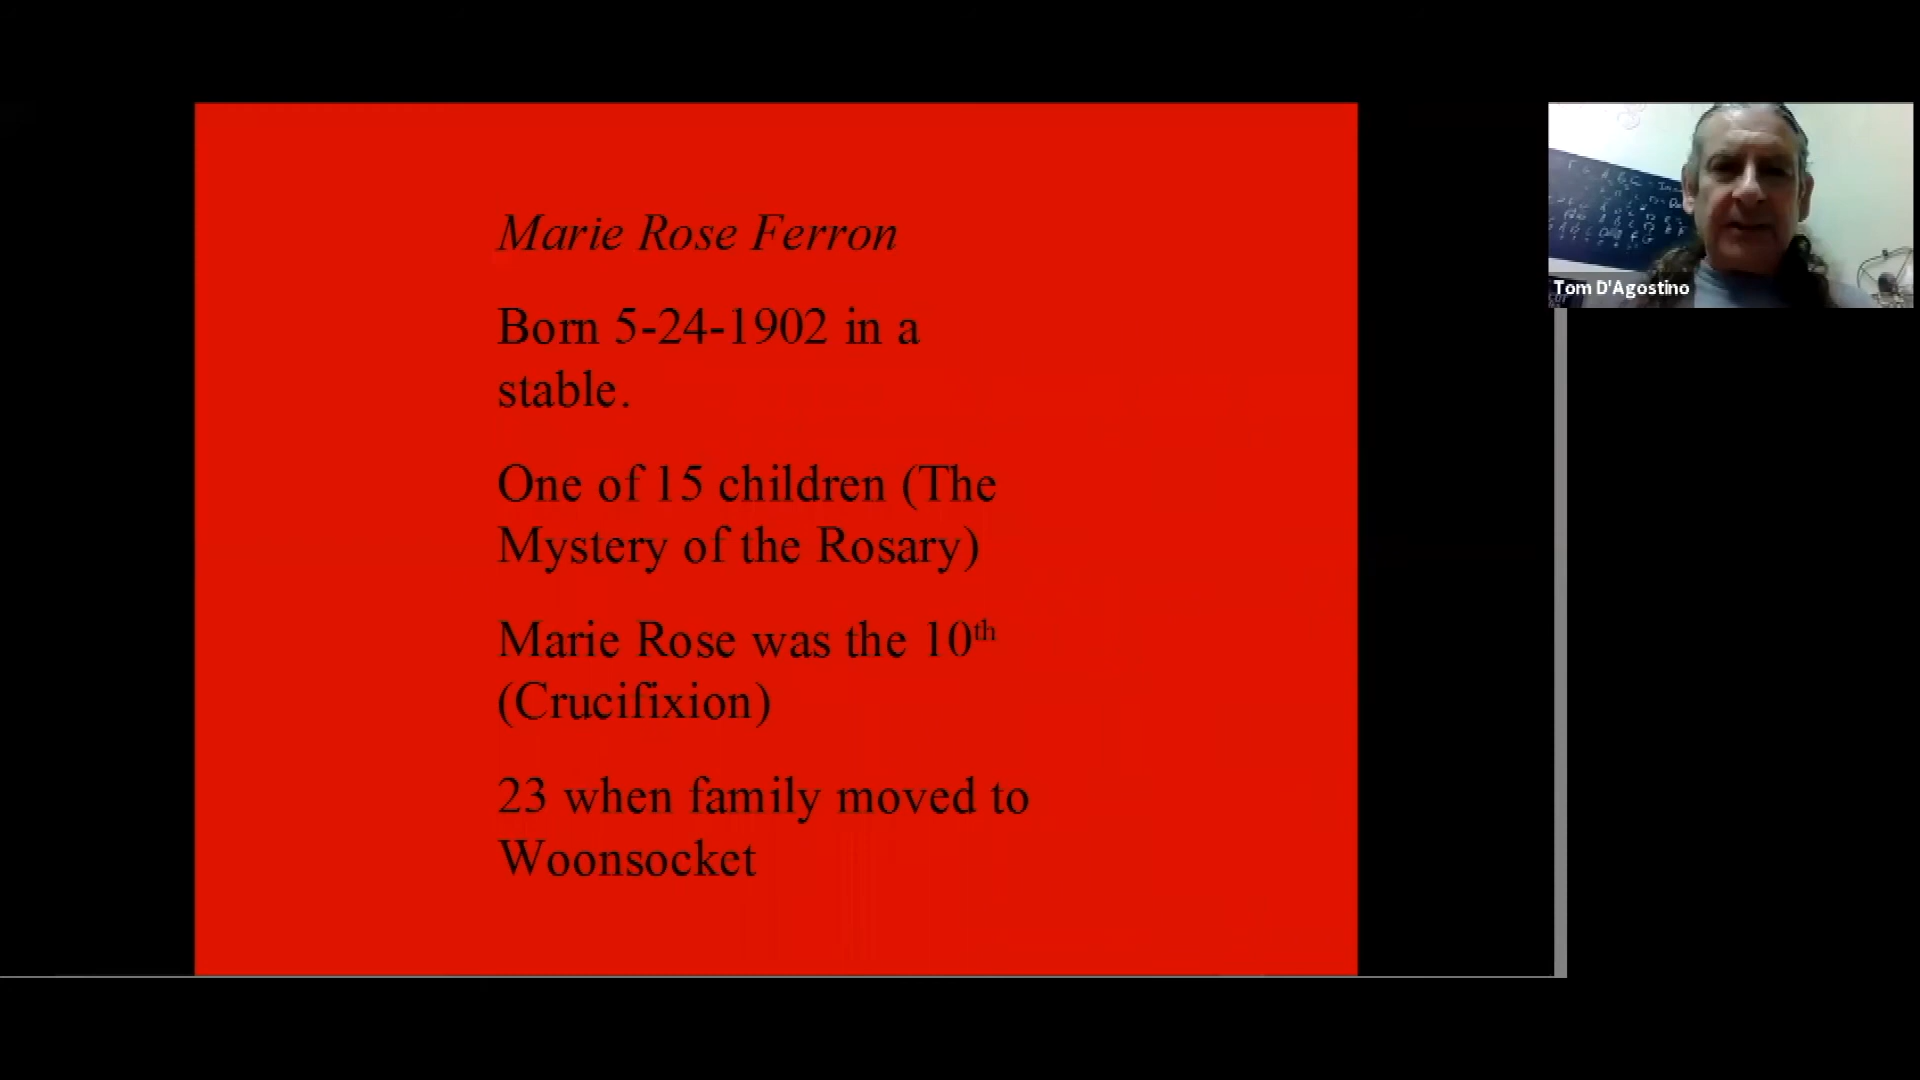 Marie Rose Ferron
Born 5-24-1902 in a
stable.
One of 15 children (The
Mystery of the Rosary)
Marie Rose was the 10th
(Crucifixion)
23 when family moved to
Woonsocket
Tom D'Agostino